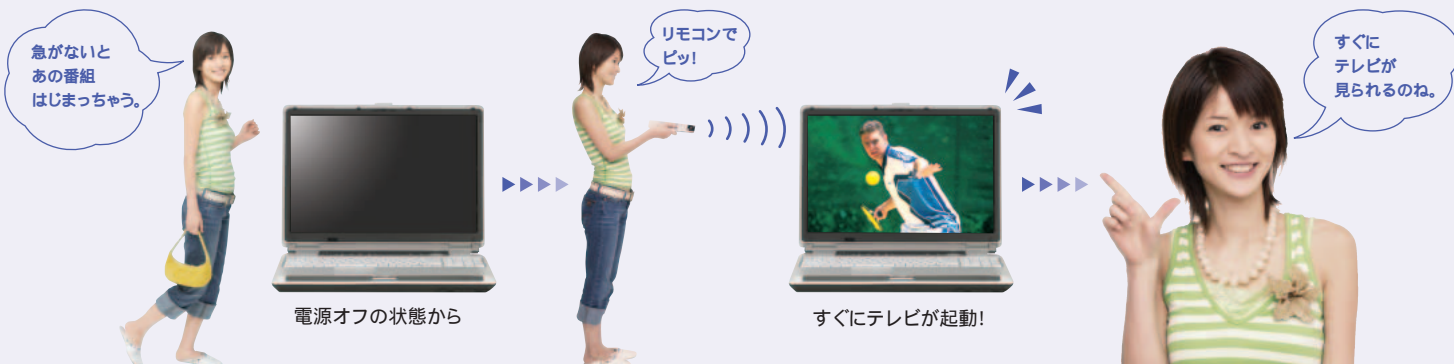 急がないと
あの番組
はじまっちゃう。
電源オフの状態から
リモコンで
ピッ!
すぐにテレビが起動!
すぐに
テレビが
見られるのね。